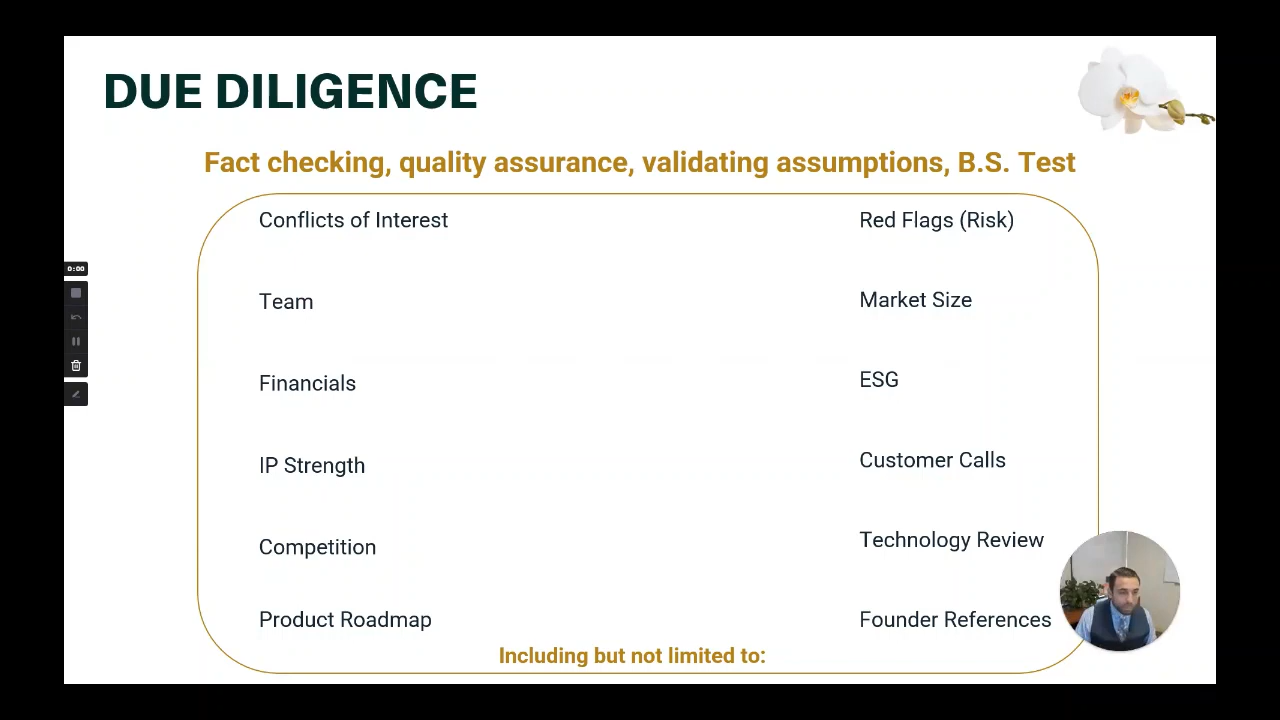 DUE DILIGENCE
Fact checking, quality assurance, validating assumptions, B.S. Test
Conflicts of Interest
Red Flags (Risk)
Team
Market Size
Financials
ESG
IP Strength
Customer Calls
Competition
Technology Review
Product Roadmap
Founder References
Including but not limited to:
0:00